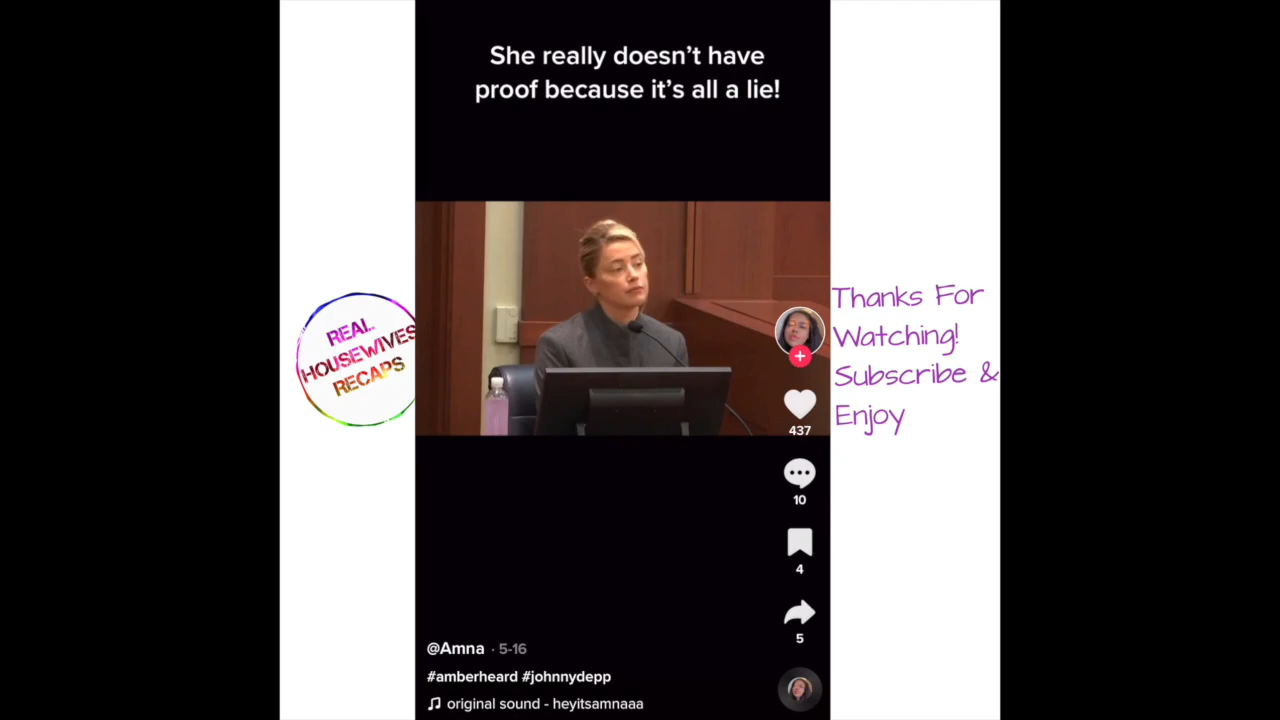 She really doesn't have
proof because it's all a lie!
REAL
HOUSEWIVES
RECAPS
Thanks For
Watching!
Subscribe &
Enjoy
437
10
4
5
@Amna · 5-16
#amberheard #johnnydepp
original sound - heyitsamnaaa